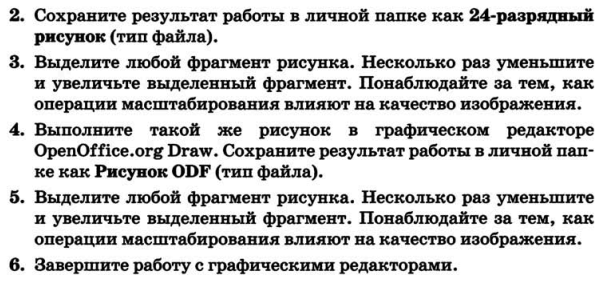 2. Сохраните результат работы в личной папке как 24-разрядный
рисунок (тип файла).
3. Выделите любой фрагмент рисунка. Несколько раз уменьшите
и увеличьте выделенный фрагмент. Понаблюдайте за тем, как
операции масштабирования влияют на качество изображения.
4. Выполните такой же рисунок в графическом редакторе
OpenOffice.org Draw. Сохраните результат работы в личной пап-
ке как Рисунок ODF (тип файла).
5. Выделите любой фрагмент рисунка. Несколько раз уменьшите
и увеличьте выделенный фрагмент. Понаблюдайте за тем, как
операции масштабирования влияют на качество изображения.
6. Завершите работу с графическими редакторами.